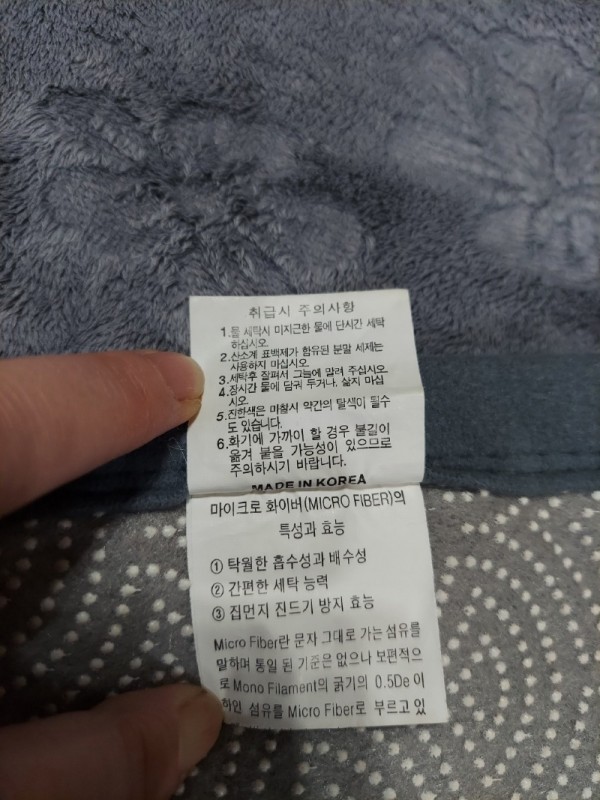 취급시 주의사항
1.물 세탁시 미지근한 물에 단시간 세탁
하십시오.
2.산소계 표백제가 함유된 분말 세제는
사용하지 마십시오.
3.세탁후 잘펴서 그늘에 말려 주십시오.
4.장시간 물에 담궈 두거나, 삶지 마십
시오.
5.진한색은 마찰시 약간의 탈색이 될수
도 있습니다.
6.화기에 가까이 할 경우 불길이
옮겨 붙을 가능성이 있으므로
주의하시기 바랍니다.
MADE IN KOREA
마이크로 화이버(MICRO FIBER)의
특성과 효능
① 탁월한 흡수성과 배수성
② 간편한 세탁 능력
③ 집먼지 진드기 방지 효능
Micro Fiber란 문자 그대로 가는 섬유를
말하며 통일 된 기준은 없으나 보편적으
로 Mono Filament의 굵기의 0.5De 이
하인 섬유를 Micro Fiber로 부르고 있